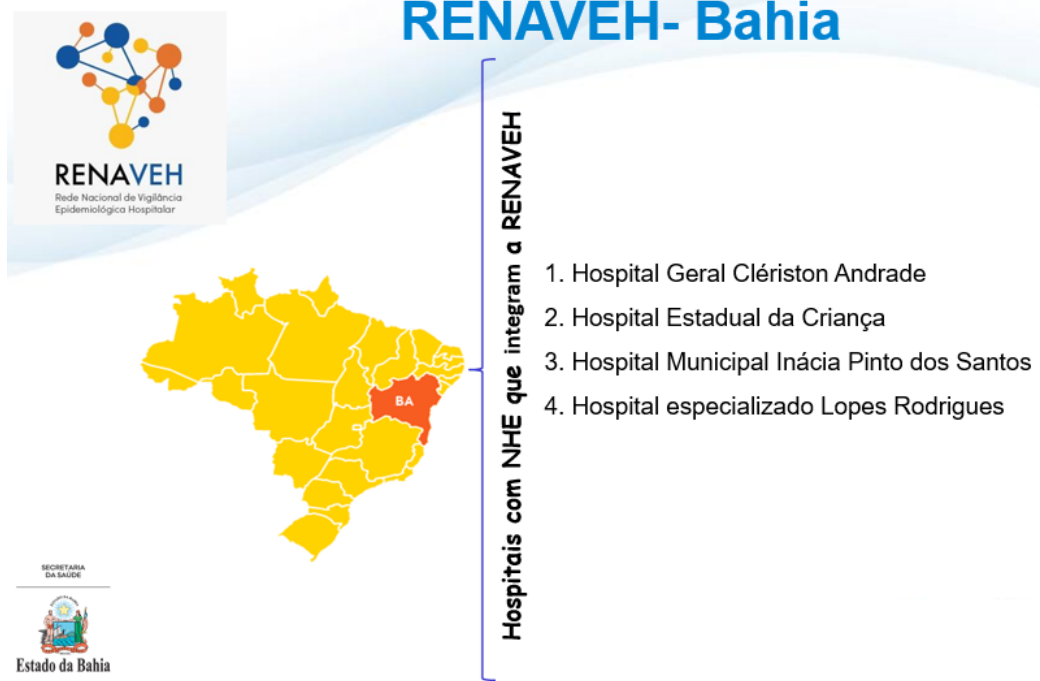 RENAVEH- Bahia
RENAVEH
Rede Nacional de Vigilância
Epidemiológica Hospitalar
Hospitais com NHE que integram a RENAVEH
1. Hospital Geral Clériston Andrade
2. Hospital Estadual da Criança
3. Hospital Municipal Inácia Pinto dos Santos
4. Hospital especializado Lopes Rodrigues
BA
SECRETARIA
DA SAÚDE
Estado da Bahia